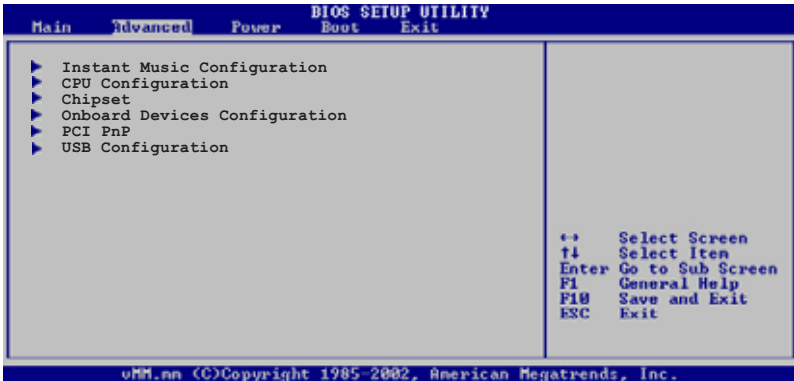 BIOS SETUP UTILITY
Main Advanced Power Boot Exit
Instant Music Configuration
CPU Configuration
Chipset
Onboard Devices Configuration
PCI PnP
USB Configuration
↔ Select Screen
↑↓ Select Item
Enter Go to Sub Screen
F1 General Help
F10 Save and Exit
ESC Exit
vMM.mm (C)Copyright 1985-2002, American Megatrends, Inc.